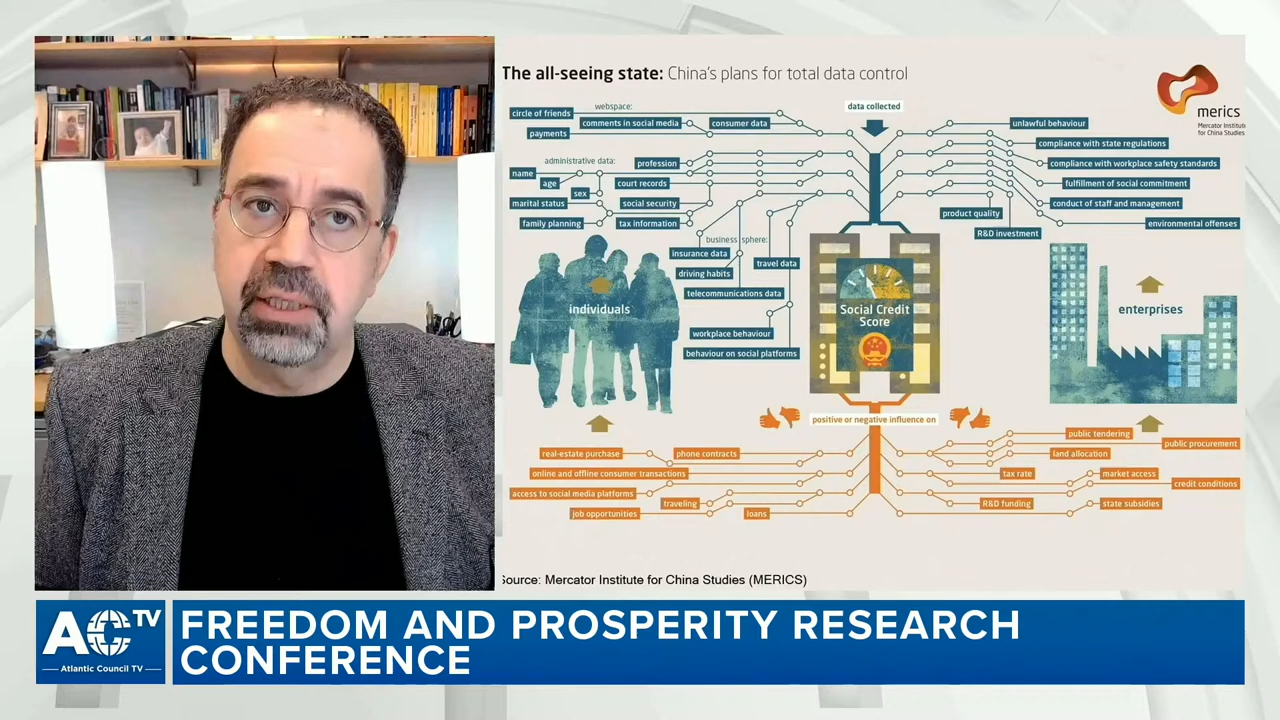 The all-seeing state: China's plans for total data control
merics
Mercator Institu
for China Studies
data collected
webspace:
circle of friends
comments in social media
consumer data
payments
administrative data:
profession
name
age
court records
sex
marital status
social security
family planning
tax information
business sphere:
insurance data
travel data
driving habits
telecommunications data
workplace behaviour
behaviour on social platforms
unlawful behaviour
compliance with state regulations
compliance with workplace safety standards
fulfillment of social commitment
conduct of staff and management
product quality
environmental offenses
R&D investment
individuals
Social Credit
Score
enterprises
positive or negative influence on
real-estate purchase
phone contracts
online and offline consumer transactions
access to social media platforms
traveling
job opportunities
loans
public tendering
public procurement
land allocation
tax rate
market access
credit conditions
R&D funding
state subsidies
Source: Mercator Institute for China Studies (MERICS)
AC TV
Atlantic Council TV
FREEDOM AND PROSPERITY RESEARCH
CONFERENCE